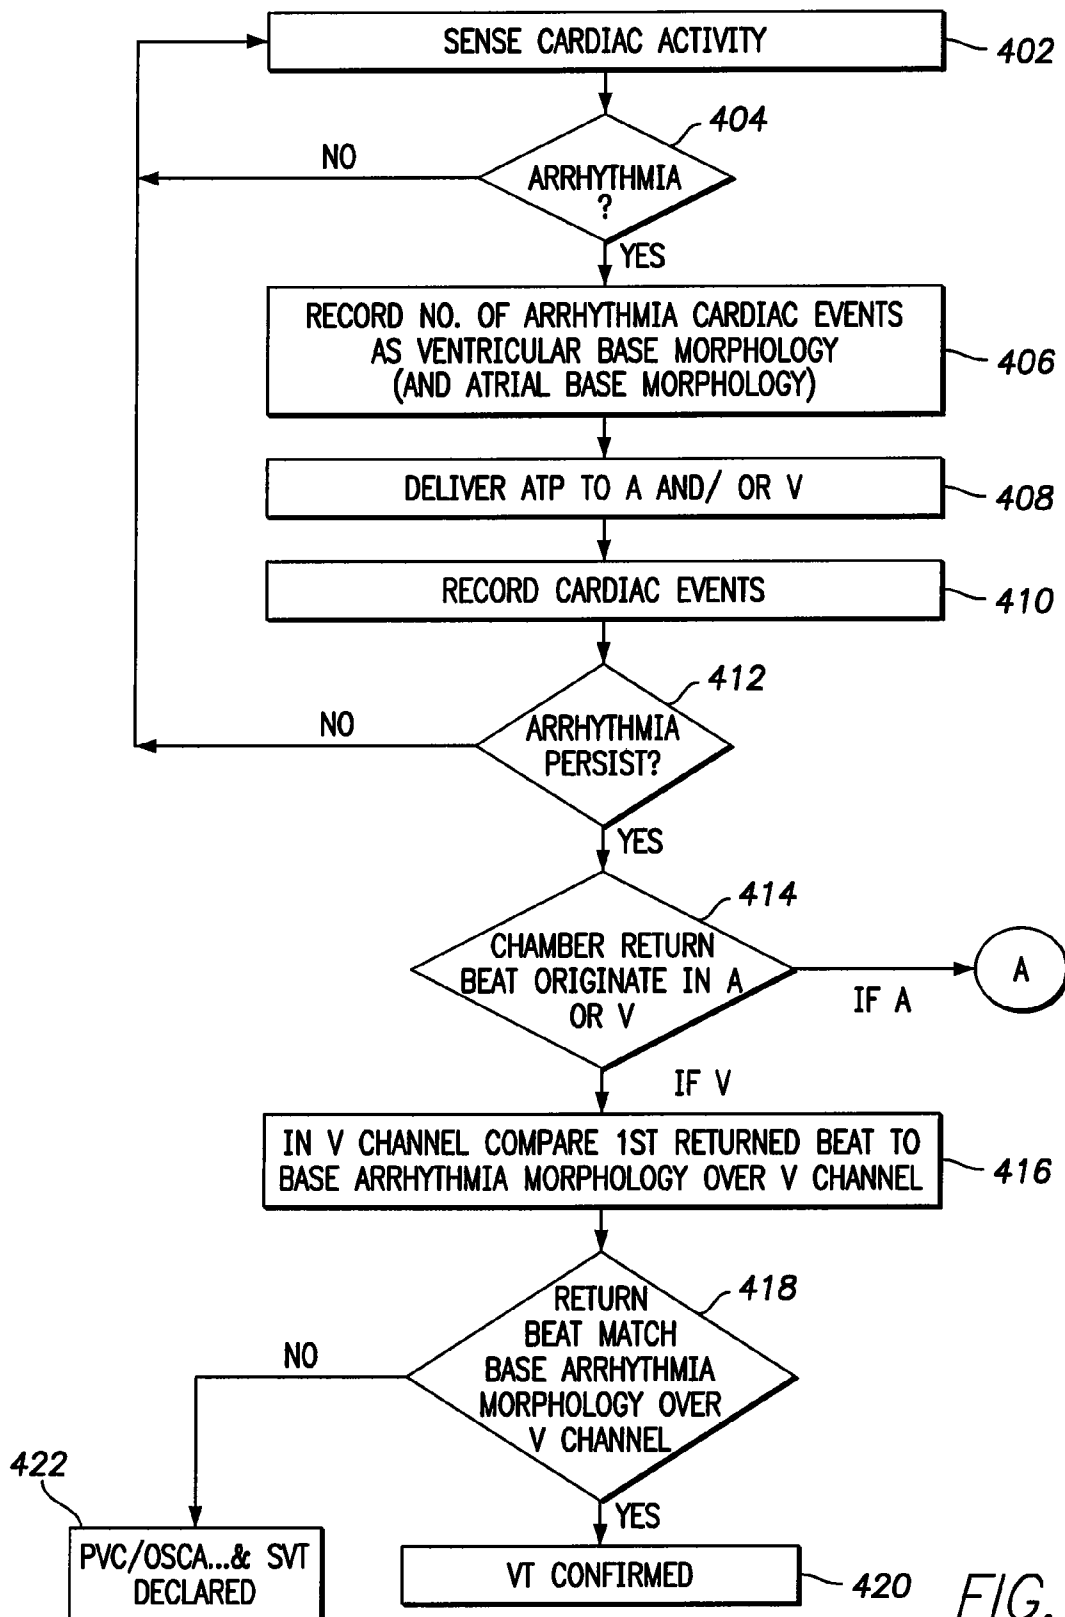 SENSE CARDIAC ACTIVITY
402
404
NO
ARRHYTHMIA
?
YES
RECORD NO. OF ARRHYTHMIA CARDIAC EVENTS
AS VENTRICULAR BASE MORPHOLOGY
(AND ATRIAL BASE MORPHOLOGY)
406
DELIVER ATP TO A AND/ OR V
408
RECORD CARDIAC EVENTS
410
412
NO
ARRHYTHMIA
PERSIST?
YES
414
CHAMBER RETURN
BEAT ORIGINATE IN A
OR V
IF A
A
IF V
IN V CHANNEL COMPARE 1ST RETURNED BEAT TO
BASE ARRHYTHMIA MORPHOLOGY OVER V CHANNEL
416
418
RETURN
BEAT MATCH
BASE ARRHYTHMIA
MORPHOLOGY OVER
V CHANNEL
NO
YES
422
PVC/OSCA...& SVT
DECLARED
VT CONFIRMED
420
FIG.